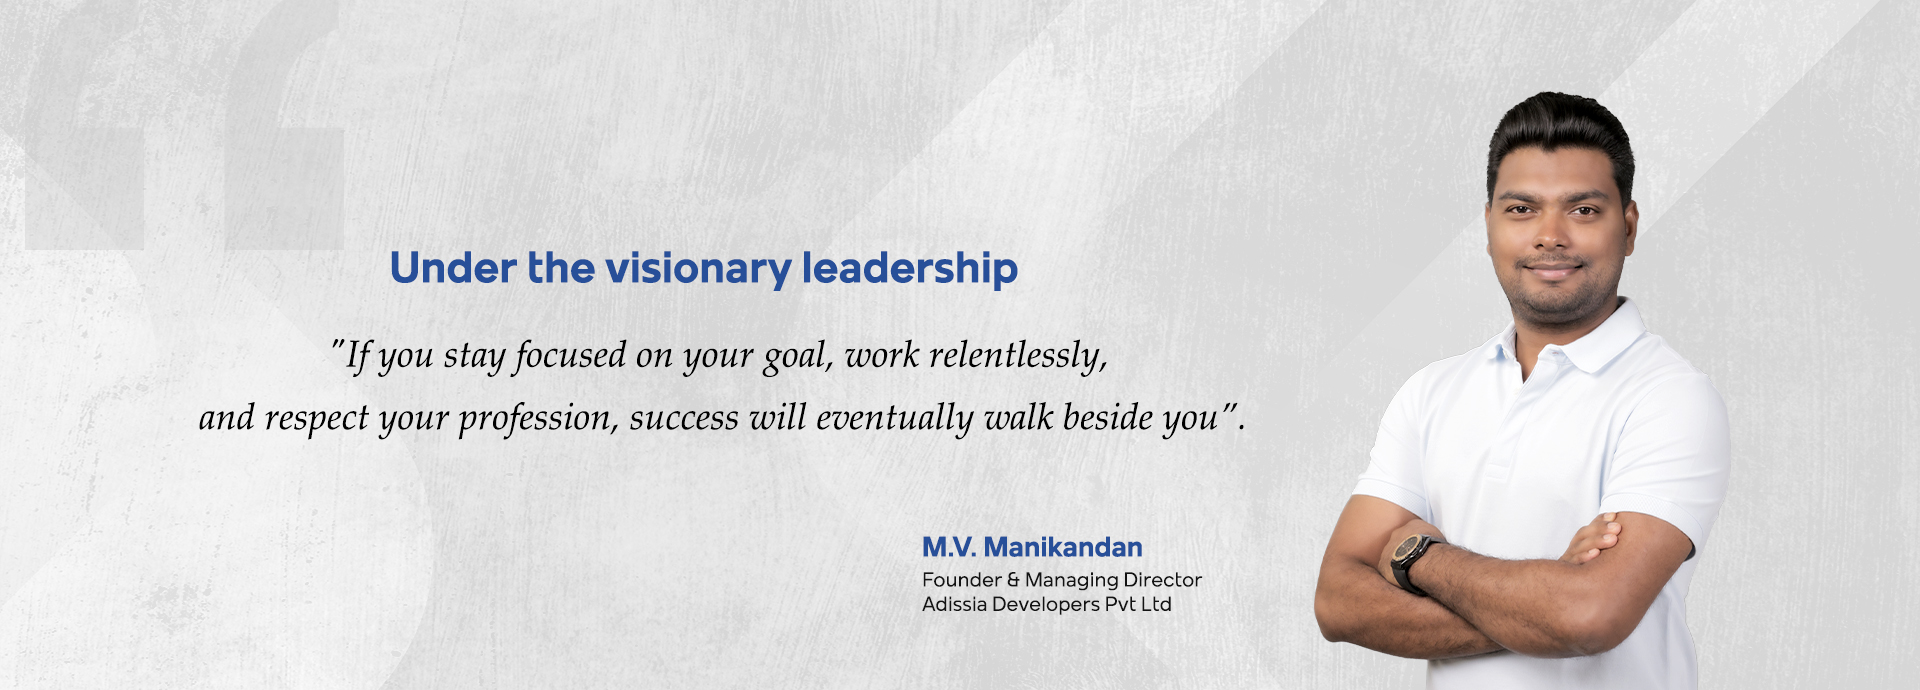 Under the visionary leadership
"If you stay focused on your goal, work relentlessly,
and respect your profession, success will eventually walk beside you".
M.V. Manikandan
Founder & Managing Director
Adissia Developers Pvt Ltd